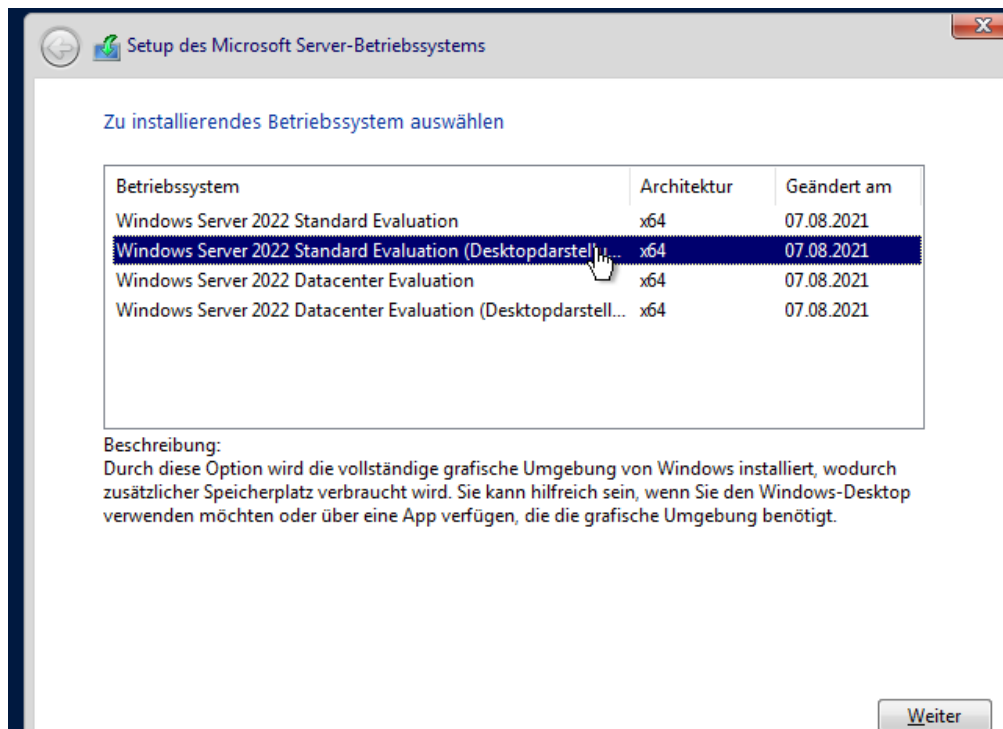 Setup des Microsoft Server-Betriebssystems
Zu installierendes Betriebssystem auswählen
Betriebssystem Architektur Geändert am
Windows Server 2022 Standard Evaluation x64 07.08.2021
Windows Server 2022 Standard Evaluation (Desktopdarstellu... x64 07.08.2021
Windows Server 2022 Datacenter Evaluation x64 07.08.2021
Windows Server 2022 Datacenter Evaluation (Desktopdarstell... x64 07.08.2021
Beschreibung:
Durch diese Option wird die vollständige grafische Umgebung von Windows installiert, wodurch
zusätzlicher Speicherplatz verbraucht wird. Sie kann hilfreich sein, wenn Sie den Windows-Desktop
verwenden möchten oder über eine App verfügen, die die grafische Umgebung benötigt.
Weiter